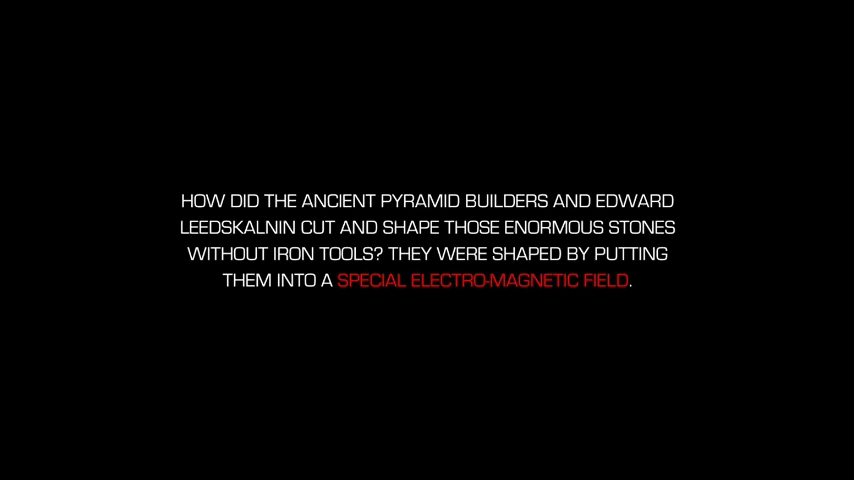 HOW DID THE ANCIENT PYRAMID BUILDERS AND EDWARD
LEEDSKALNIN CUT AND SHAPE THOSE ENORMOUS STONES
WITHOUT IRON TOOLS? THEY WERE SHAPED BY PUTTING
THEM INTO A SPECIAL ELECTRO-MAGNETIC FIELD.